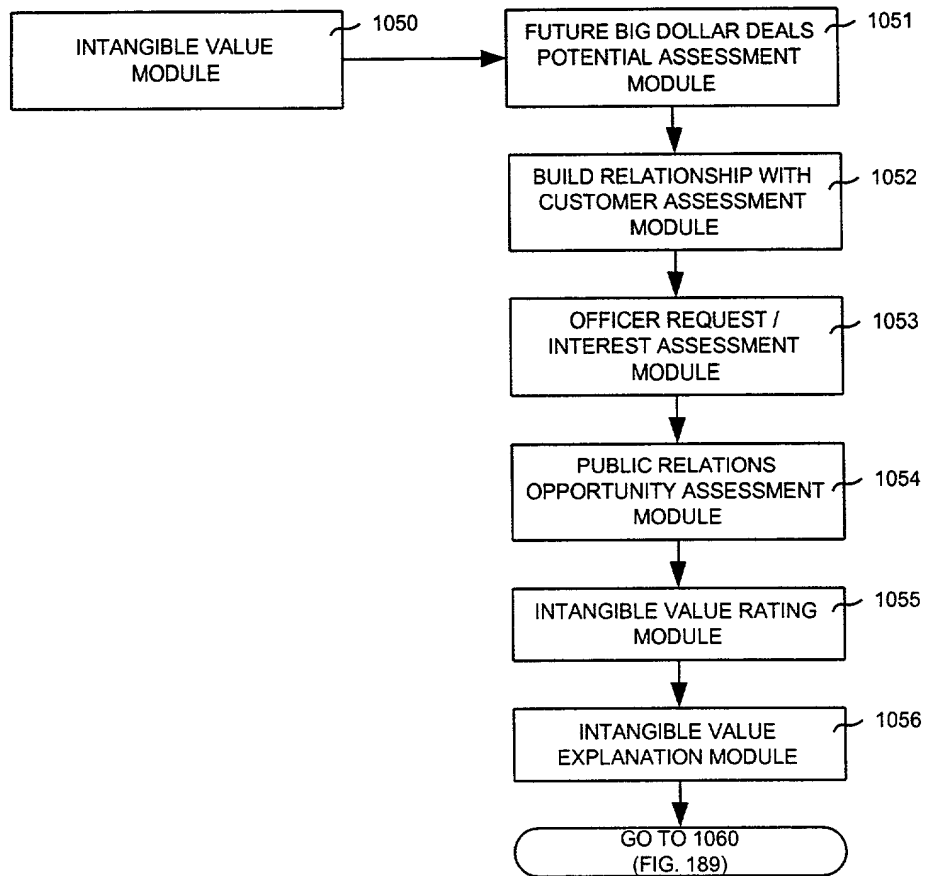 INTANGIBLE VALUE
MODULE
1050
FUTURE BIG DOLLAR DEALS
POTENTIAL ASSESSMENT
MODULE
1051
BUILD RELATIONSHIP WITH
CUSTOMER ASSESSMENT
MODULE
1052
OFFICER REQUEST /
INTEREST ASSESSMENT
MODULE
1053
PUBLIC RELATIONS
OPPORTUNITY ASSESSMENT
MODULE
1054
INTANGIBLE VALUE RATING
MODULE
1055
INTANGIBLE VALUE
EXPLANATION MODULE
1056
GO TO 1060
(FIG. 189)